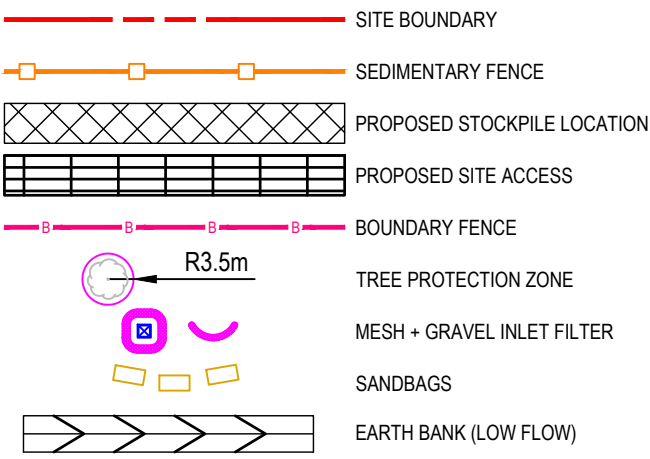 SITE BOUNDARY
SEDIMENTARY FENCE
PROPOSED STOCKPILE LOCATION
PROPOSED SITE ACCESS
B B B B BOUNDARY FENCE
R3.5m TREE PROTECTION ZONE
MESH + GRAVEL INLET FILTER
SANDBAGS
EARTH BANK (LOW FLOW)